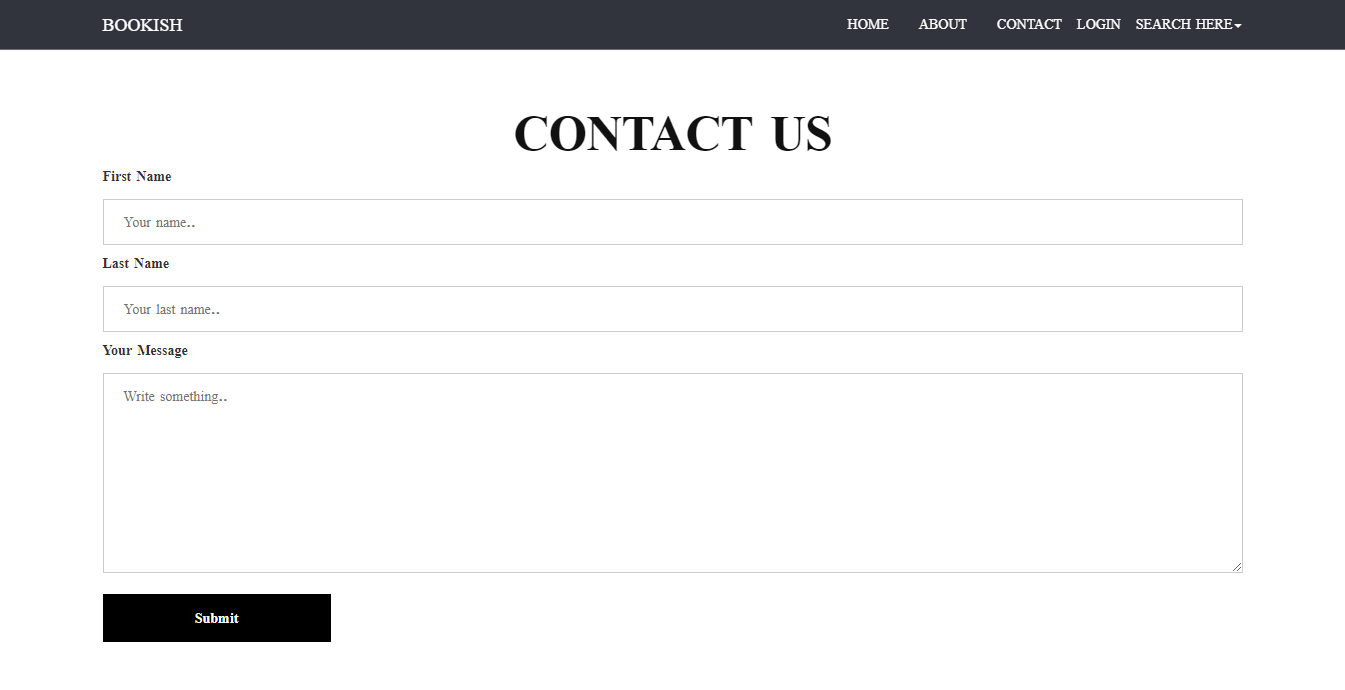 BOOKISH HOME ABOUT CONTACT LOGIN SEARCH HERE
CONTACT US
First Name
Your name..
Last Name
Your last name..
Your Message
Write something..
Submit